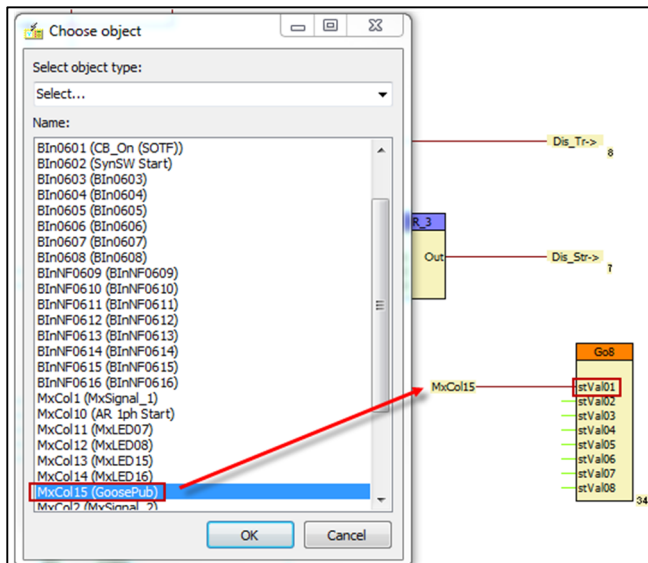 Choose object
Select object type:
Select...
Name:
BIn0601 (CB_On (SOTF))
BIn0602 (SynSW Start)
BIn0603 (BIn0603)
BIn0604 (BIn0604)
BIn0605 (BIn0605)
BIn0606 (BIn0606)
BIn0607 (BIn0607)
BIn0608 (BIn0608)
BInNF0609 (BInNF0609)
BInNF0610 (BInNF0610)
BInNF0611 (BInNF0611)
BInNF0612 (BInNF0612)
BInNF0613 (BInNF0613)
BInNF0614 (BInNF0614)
BInNF0615 (BInNF0615)
BInNF0616 (BInNF0616)
MxCol1 (MxSignal_1)
MxCol10 (AR 1ph Start)
MxCol11 (MxLED07)
MxCol12 (MxLED08)
MxCol13 (MxLED15)
MxCol14 (MxLED16)
MxCol15 (GoosePub)
MxCol2 (MxSignal_2)
OK
Cancel
Dis_Tr->
8
R_3
Out
Dis_Str->
7
Go8
MxCol15
stVal01
stVal02
stVal03
stVal04
stVal05
stVal06
stVal07
stVal08
34